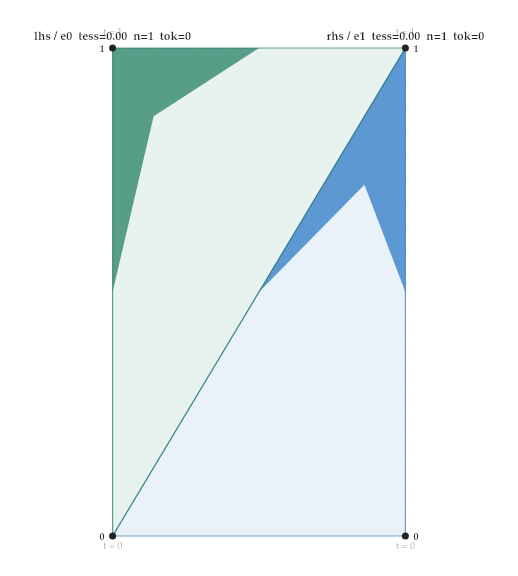 lhs / e0  tess=0.00  n=1  tok=0
rhs / e1  tess=0.00  n=1  tok=0
1
1
0
0
t = 0
t = 0